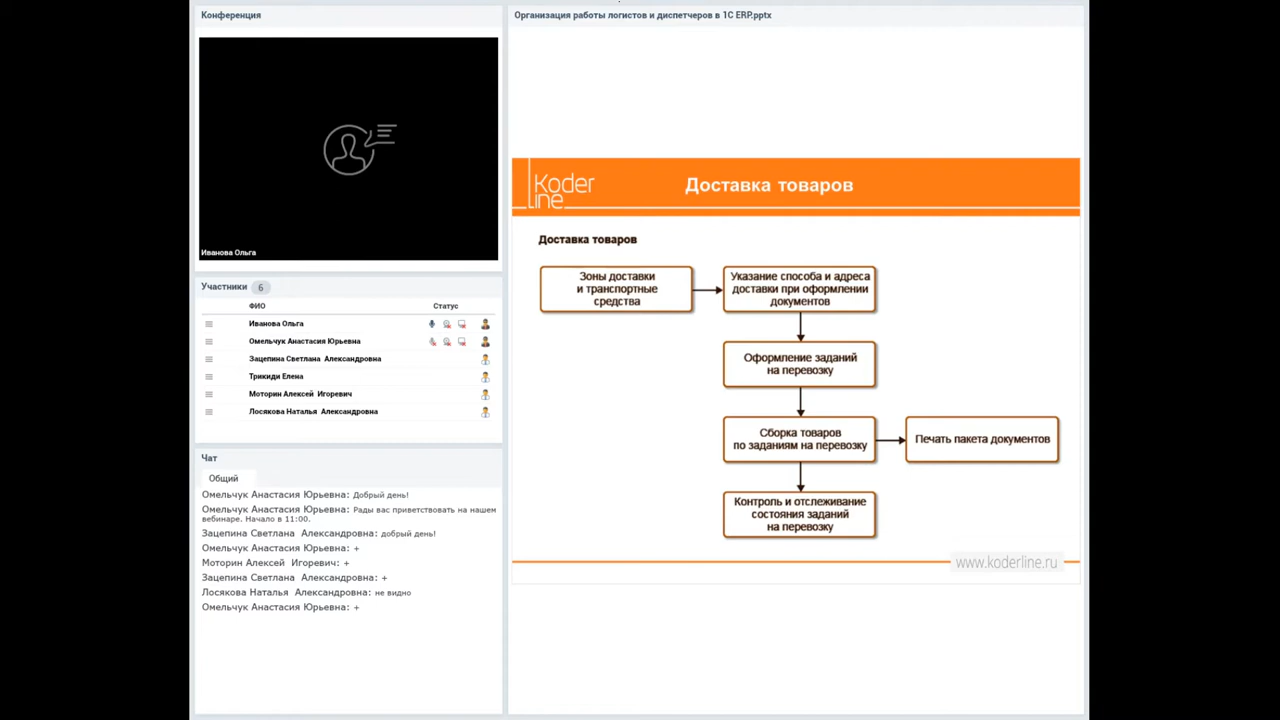 Конференция
Иванова Ольга
Участники 6
ФИО Статус
Иванова Ольга
Омельчук Анастасия Юрьевна
Зацепина Светлана Александровна
Трикиди Елена
Моторин Алексей Игоревич
Лосякова Наталья Александровна
Чат
Общий
Омельчук Анастасия Юрьевна: Добрый день!
Омельчук Анастасия Юрьевна: Рады вас приветствовать на нашем
вебинаре. Начало в 11:00.
Зацепина Светлана Александровна: добрый день!
Омельчук Анастасия Юрьевна: +
Моторин Алексей Игоревич: +
Зацепина Светлана Александровна: +
Лосякова Наталья Александровна: не видно
Омельчук Анастасия Юрьевна: +
Организация работы логистов и диспетчеров в 1С ERP.pptx
Koder
line
Доставка товаров
Доставка товаров
Зоны доставки
и транспортные
средства
Указание способа и адреса
доставки при оформлении
документов
Оформление заданий
на перевозку
Сборка товаров
по заданиям на перевозку
Печать пакета документов
Контроль и отслеживание
состояния заданий
на перевозку
www.koderline.ru